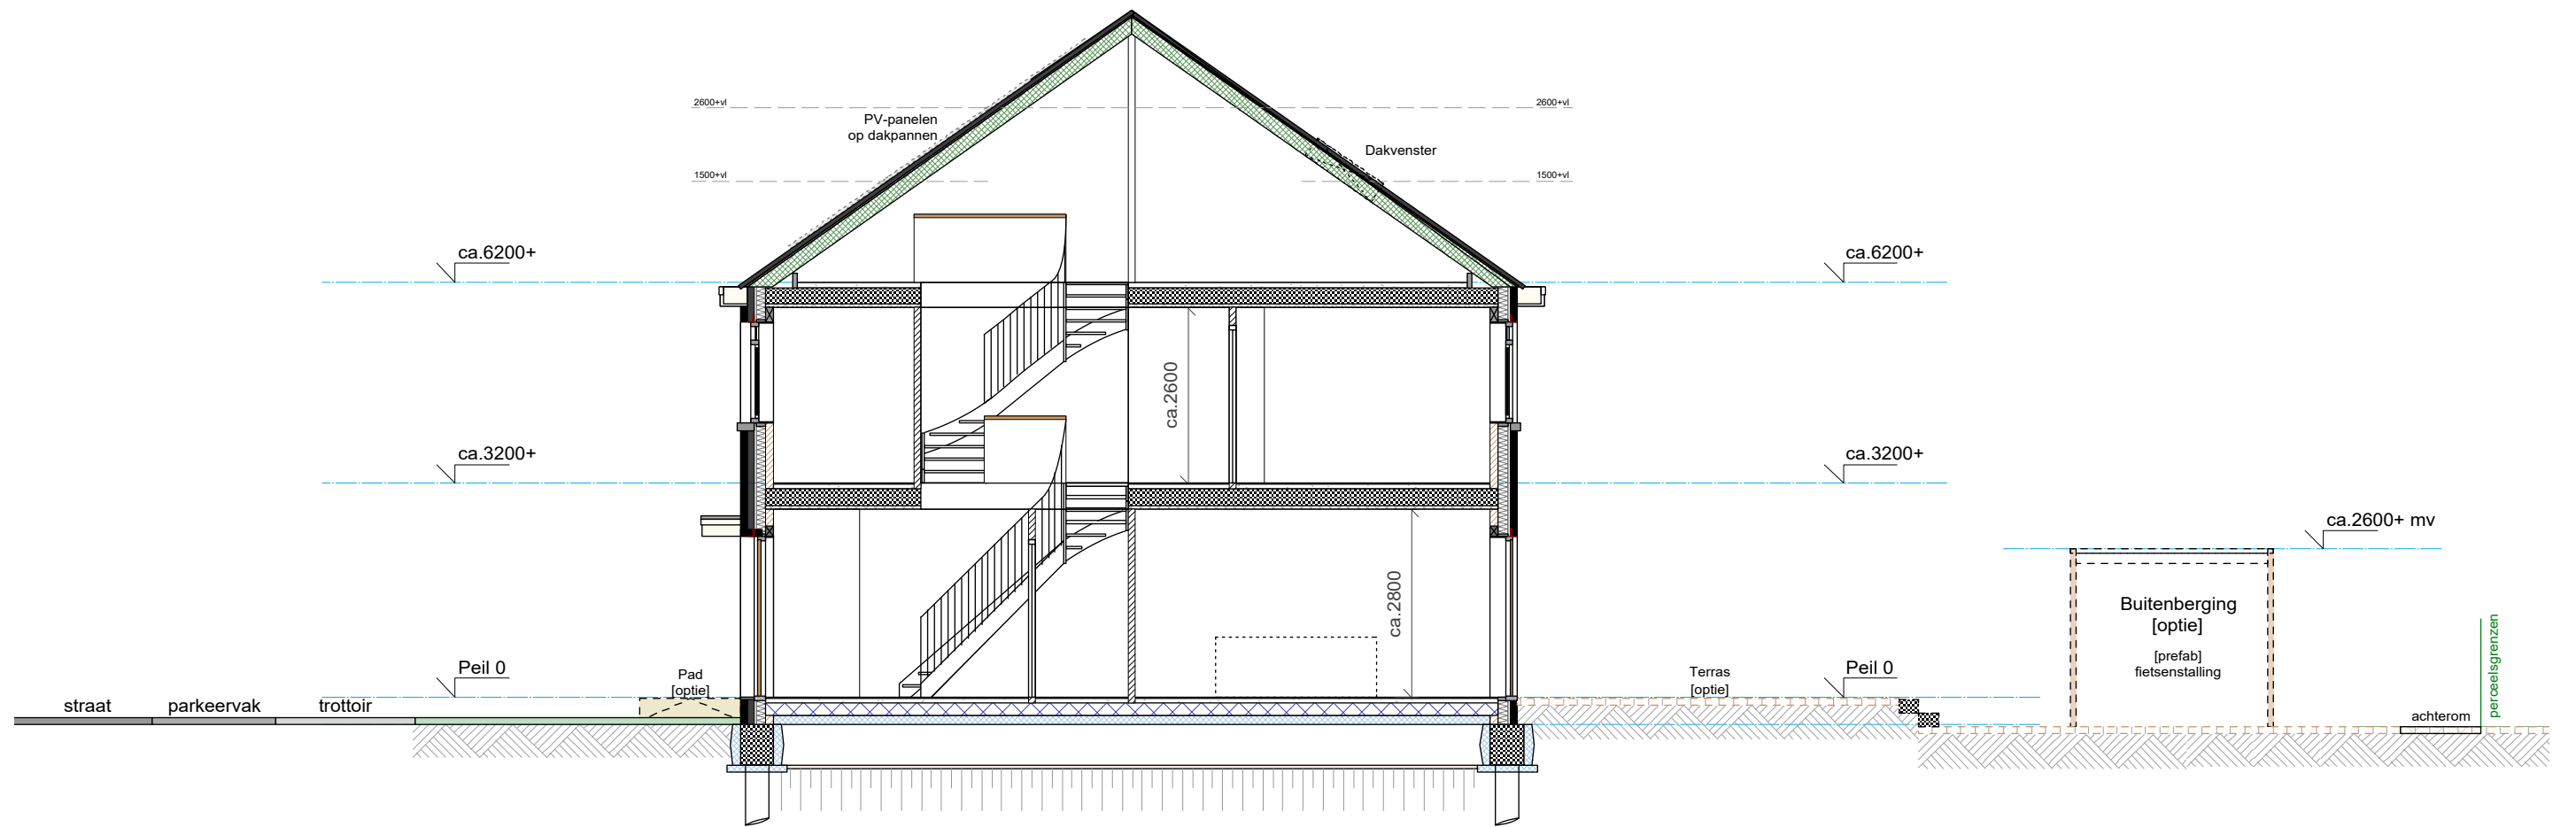 2600+vl
2600+vl
PV-panelen
op dakpannen
Dakvenster
1500+vl
1500+vl
ca.6200+
ca.6200+
ca.2600
ca.3200+
ca.3200+
ca.2600+ mv
ca.2800
Buitenberging
[optie]
[prefab]
fietsenstalling
perceelsgrenzen
Peil 0
Pad
[optie]
Terras
[optie]
Peil 0
straat
parkeervak
trottoir
achterom